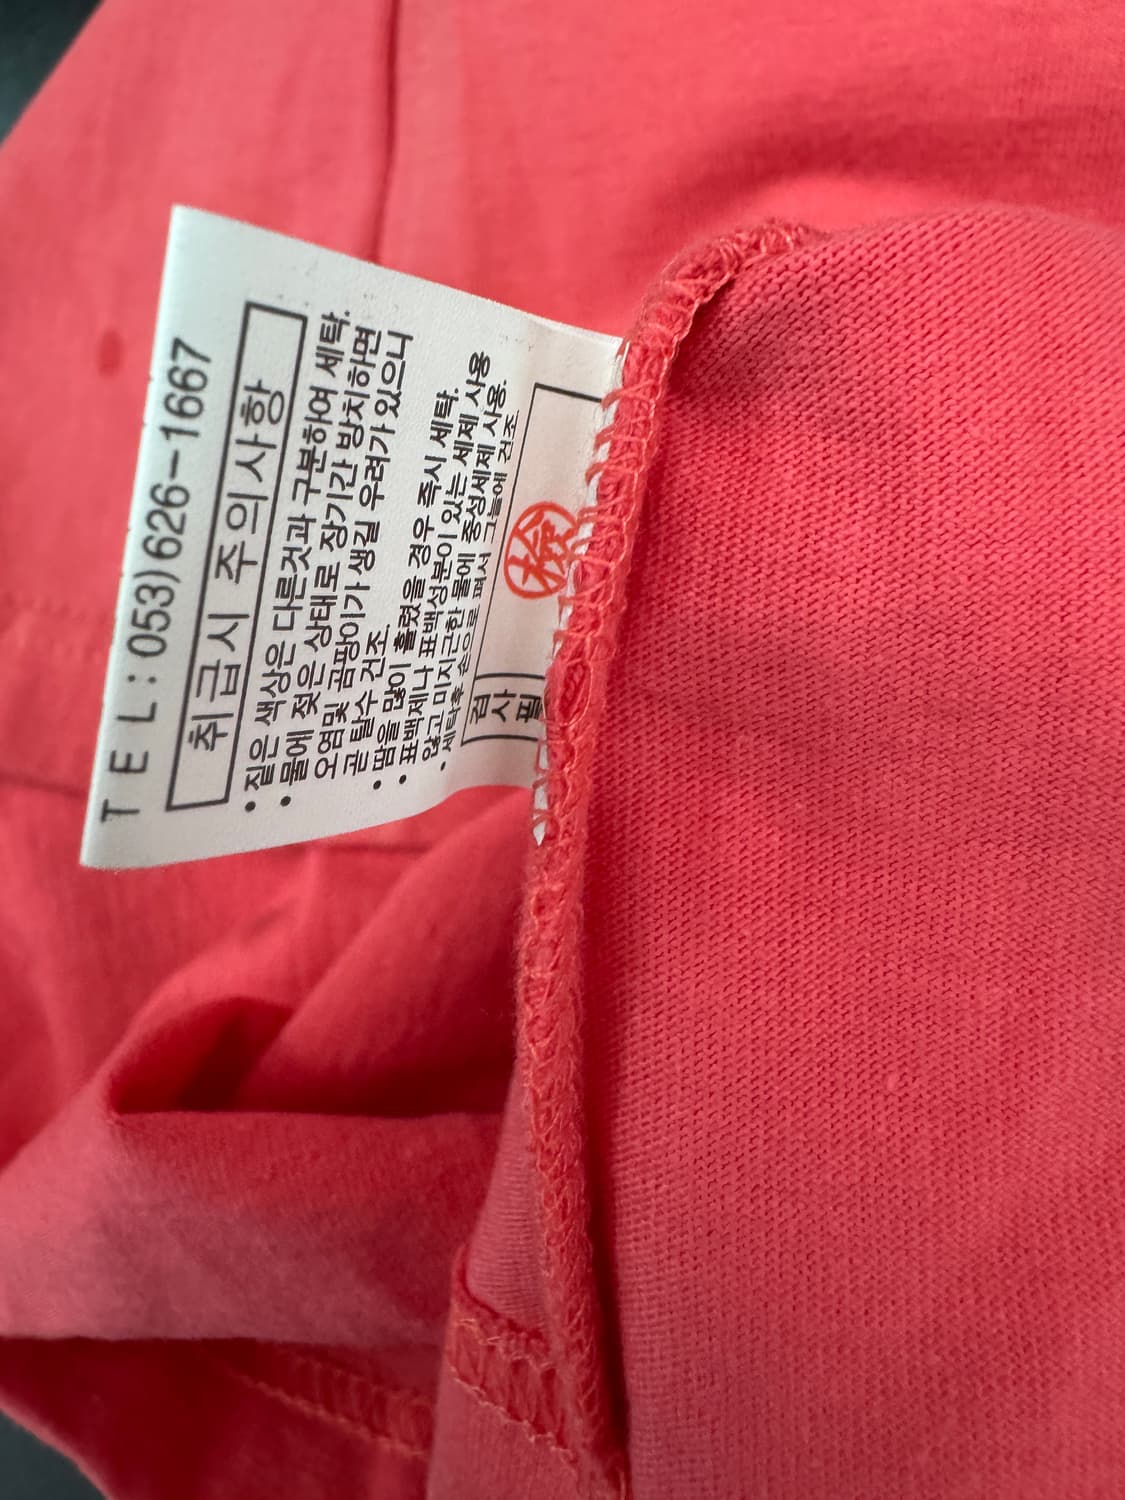 TEL: 053)626-1667
취급시 주의사항
• 짙은 색상은 다른것과 구분하여 세탁.
• 물에 젖은 상태로 장기간 방치하면
오염및 곰팡이가 생길 우려가 있으니
곧 탈수 건조.
• 땀을 많이 흘렸을 경우 즉시 세탁.
• 표백제나 표백성분이 있는 세제 사용
않고 미지근한 물에 중성세제 사용.
• 세탁후 손으로 펴서 그늘에 건조.
검사필
檢